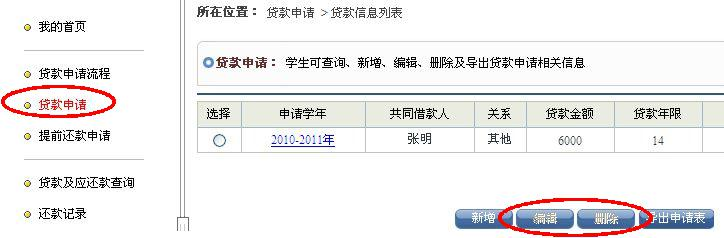 我的首页
贷款申请流程
贷款申请
提前还款申请
贷款及应还款查询
还款记录
所在位置： 贷款申请 >贷款信息列表
贷款申请： 学生可查询、新增、编辑、删除及导出贷款申请相关信息
选择 申请学年 共同借款人 关系 贷款金额 贷款年限
2010-2011年 张明 其他 6000 14
新增 编辑 删除 导出申请表